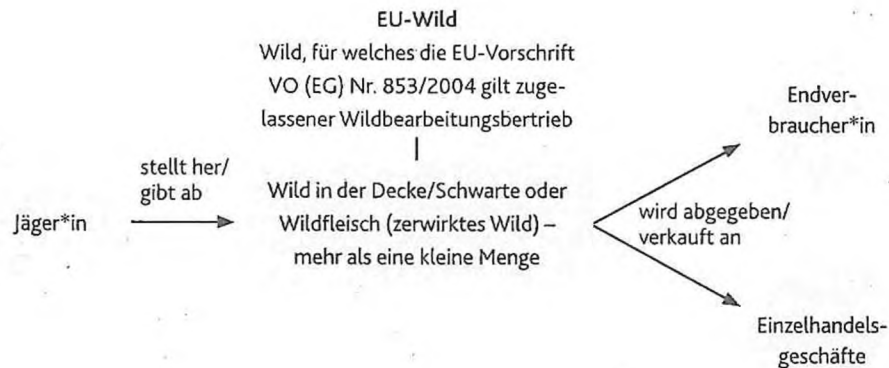 EU-Wild
Wild, für welches die EU-Vorschrift
VO (EG) Nr. 853/2004 gilt zuge-
lassener Wildbearbeitungsbertrieb
Jäger*in
stellt her/
gibt ab
Wild in der Decke/Schwarte oder
Wildfleisch (zerwirktes Wild) –
mehr als eine kleine Menge
wird abgegeben/
verkauft an
Endver-
braucher*in
Einzelhandels-
geschäfte